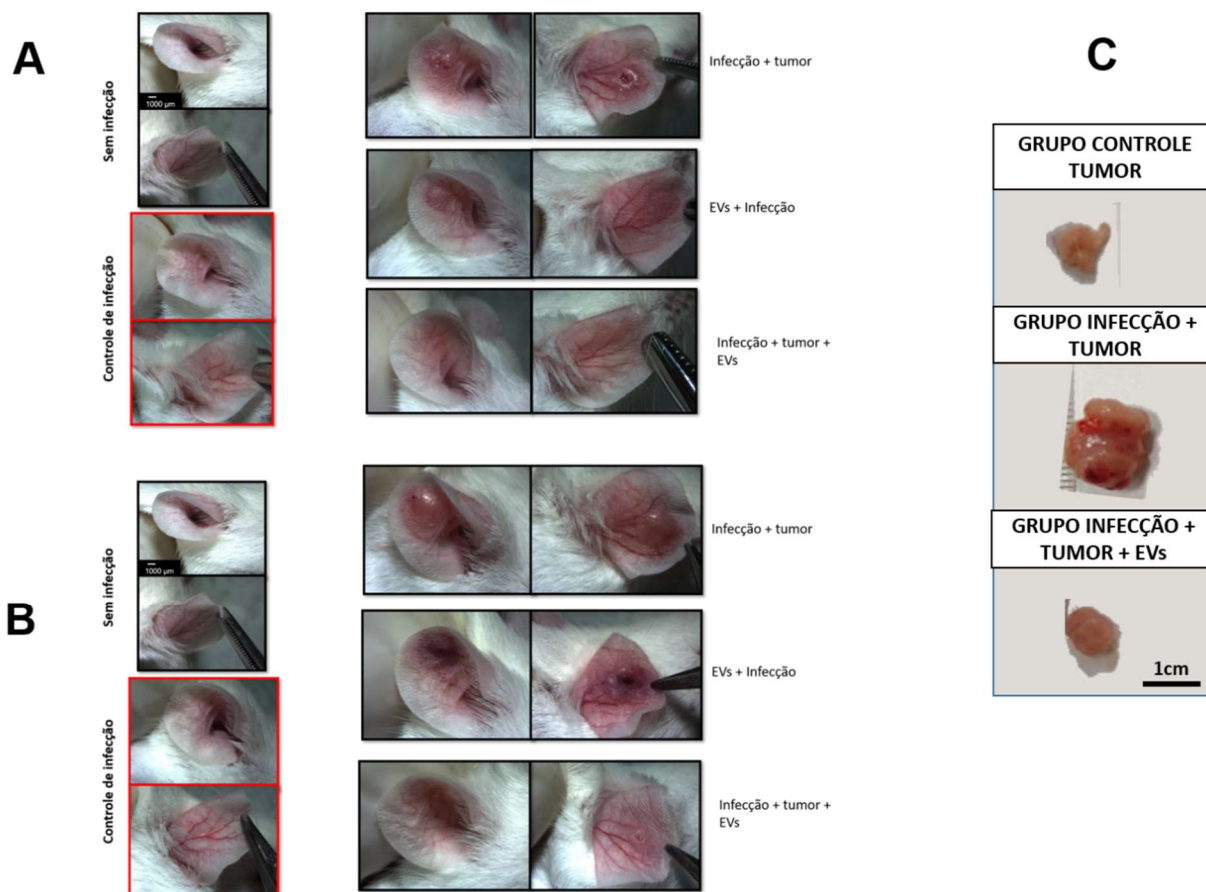 A
Sem infecção
1000 µm
Controle de infecção
Infecção + tumor
EVs + Infecção
Infecção + tumor +
EVs
B
Sem infecção
1000 µm
Controle de infecção
Infecção + tumor
EVs + Infecção
Infecção + tumor +
EVs
C
GRUPO CONTROLE
TUMOR
GRUPO INFECÇÃO +
TUMOR
GRUPO INFECÇÃO +
TUMOR + EVs
1cm